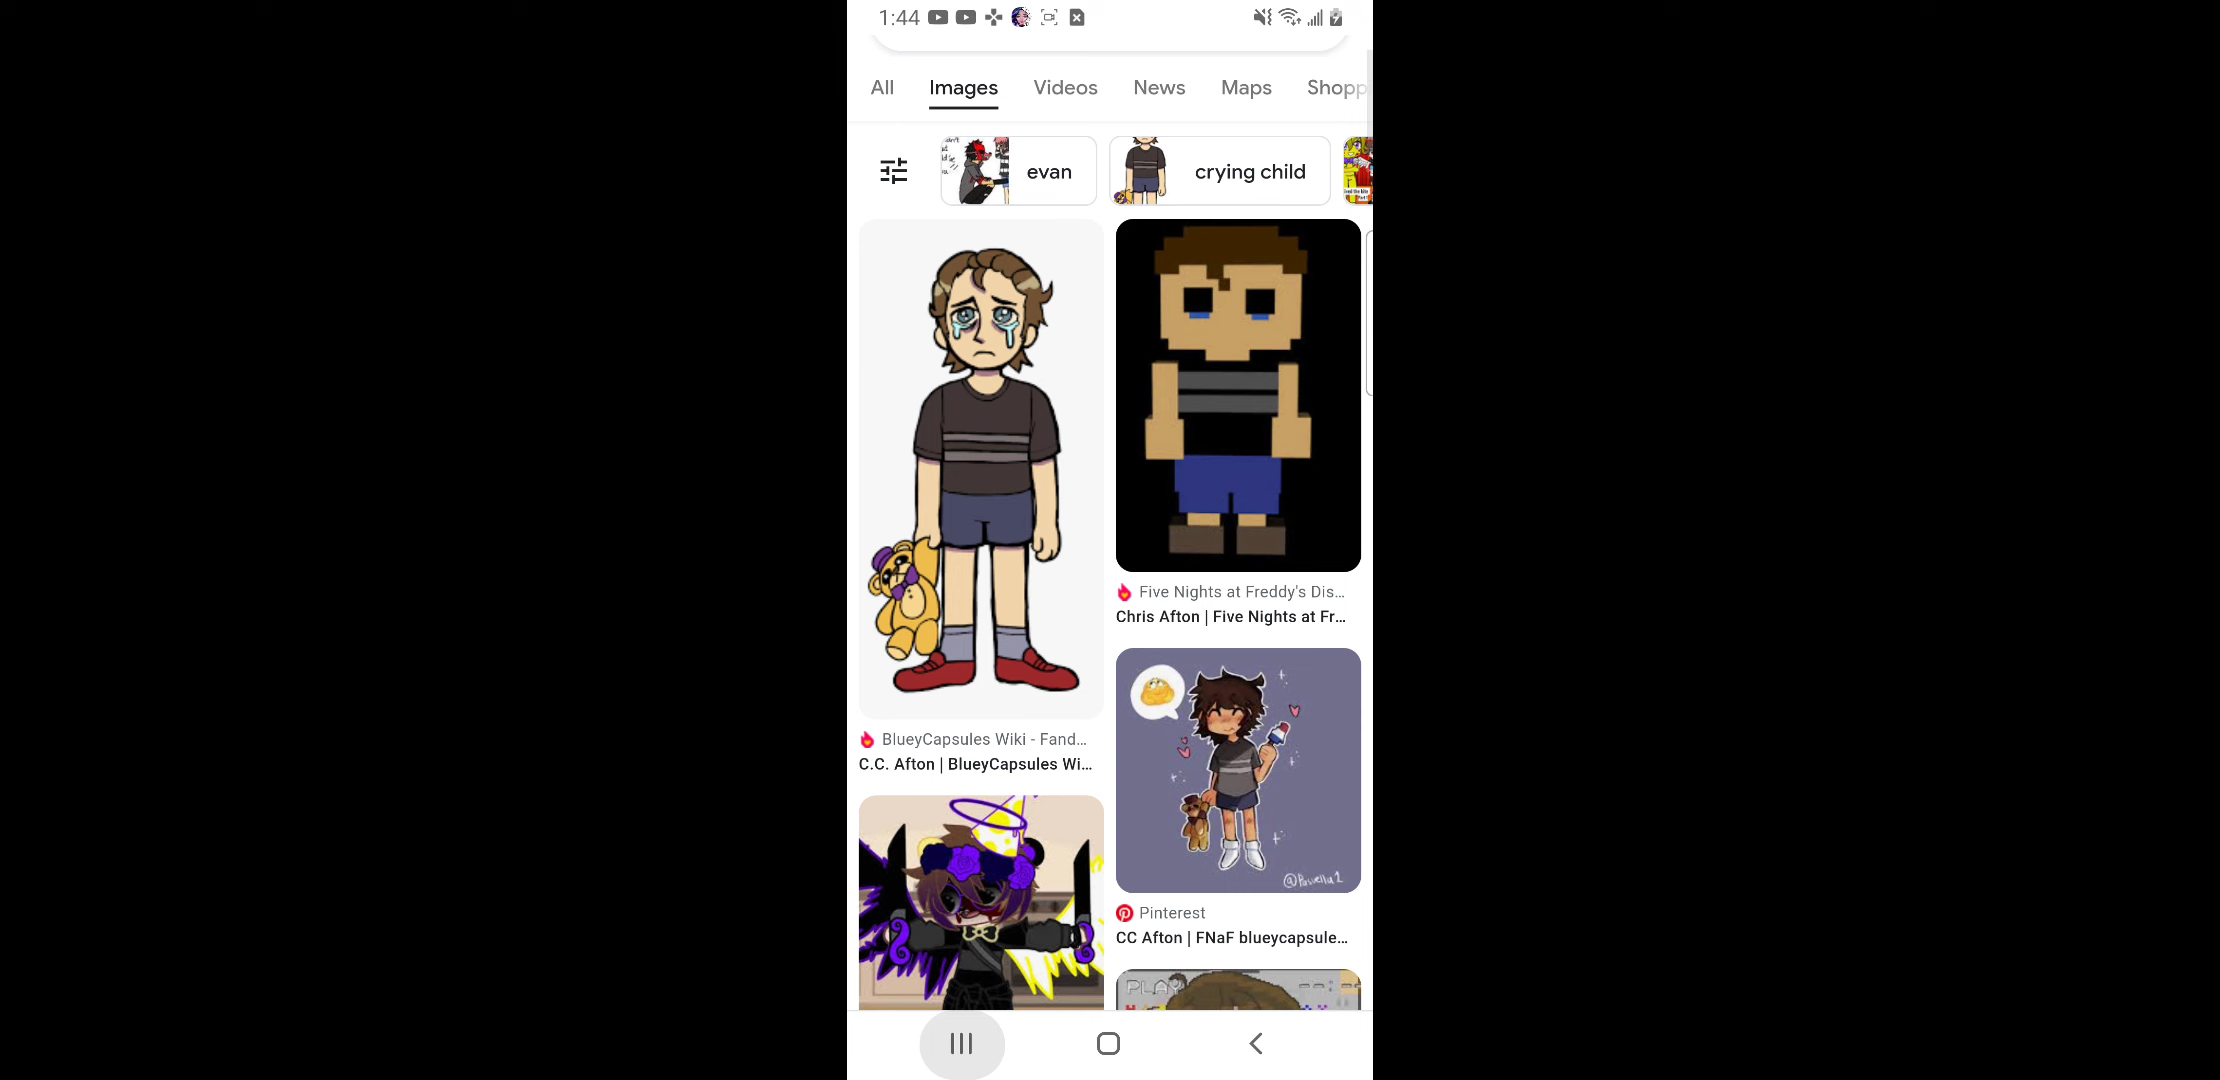 1:44
All Images Videos News Maps Shopp
evan
crying child
BlueyCapsules Wiki - Fand...
C.C. Afton | BlueyCapsules Wi...
Five Nights at Freddy's Dis...
Chris Afton | Five Nights at Fr...
Pinterest
CC Afton | FNaF blueycapsule...
PLAY